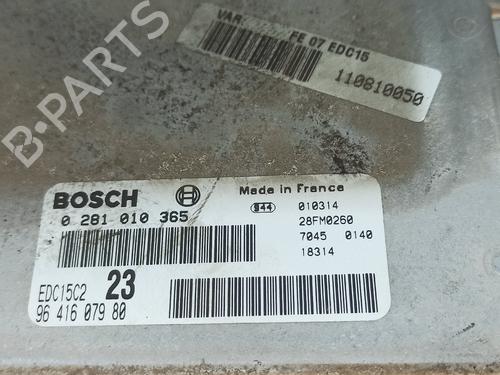 VAR FE 07 EDC15
110810050
B-PARTS
BOSCH
0 281 010 365
Made in France
944 010314
28FM0260
7045 0140
18314
EDC15C2 23
96 416 079 80